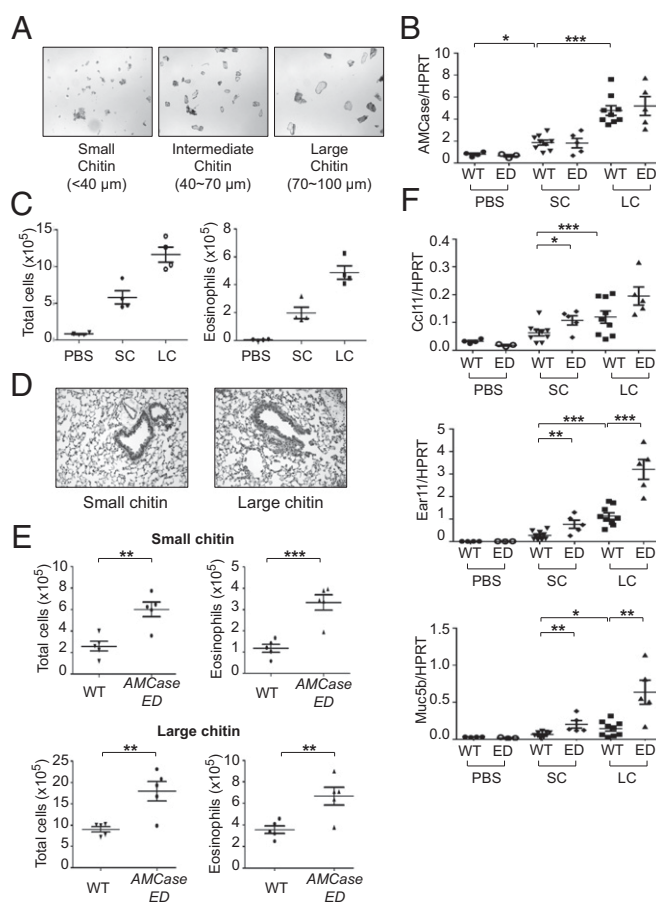 A
Small
Chitin
(<40 µm)
Intermediate
Chitin
(40~70 µm)
Large
Chitin
(70~100 µm)
B
AMCase/HPRT
10
8
6
4
2
0
* ***
WT ED WT ED WT ED
PBS SC LC
C
Total cells (x10⁵)
15
10
5
0
PBS SC LC
Eosinophils (x10⁵)
8
6
4
2
0
PBS SC LC
D
Small chitin
Large chitin
E
Small chitin
Total cells (x10⁵)
10
8
6
4
2
0
**
WT AMCase
ED
Eosinophils (x10⁵)
5
4
3
2
1
0
***
WT AMCase
ED
Large chitin
Total cells (x10⁵)
25
20
15
10
5
0
**
WT AMCase
ED
Eosinophils (x10⁵)
10
8
6
4
2
0
**
WT AMCase
ED
F
Ccl11/HPRT
0.4
0.3
0.2
0.1
0.0
***
*
WT ED WT ED WT ED
PBS SC LC
Ear11/HPRT
5
4
3
2
1
0
*** ***
**
WT ED WT ED WT ED
PBS SC LC
Muc5b/HPRT
1.5
1.0
0.5
0.0
* **
**
WT ED WT ED WT ED
PBS SC LC